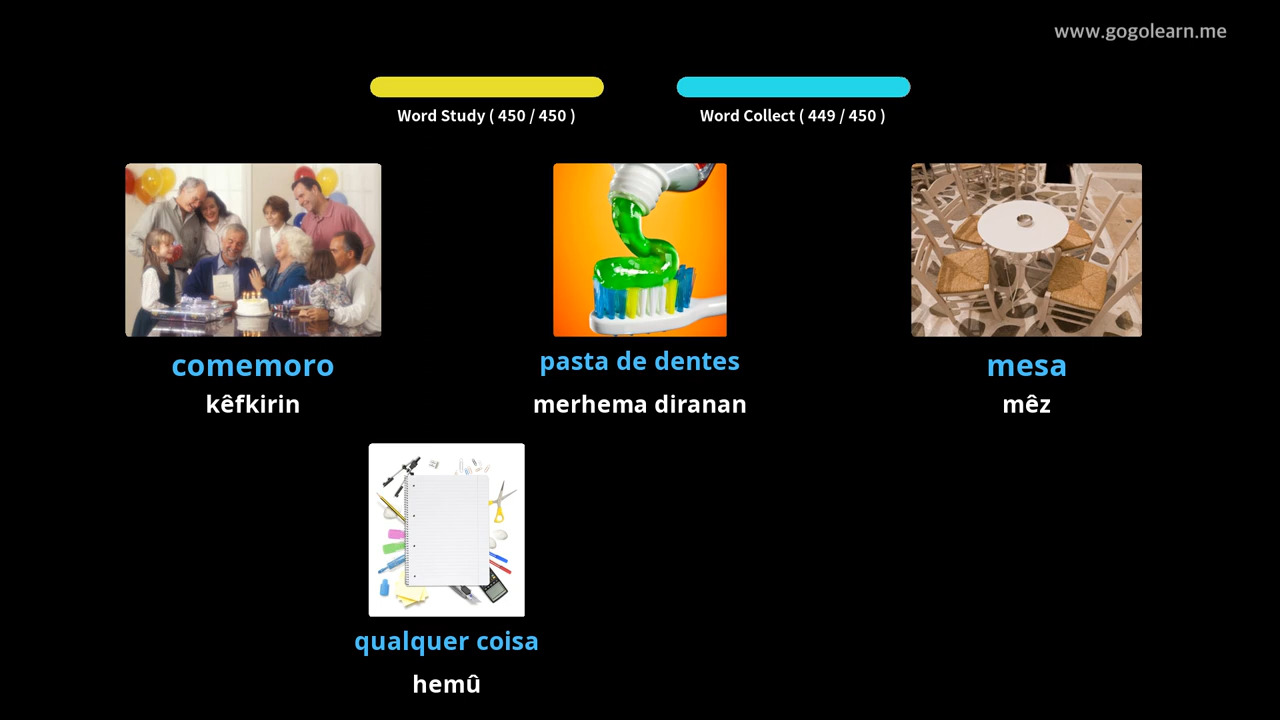 www.gogolearn.me
Word Study ( 450 / 450 )
Word Collect ( 449 / 450 )
comemoro
kêfkirin
pasta de dentes
merhema diranan
mesa
mêz
qualquer coisa
hemû